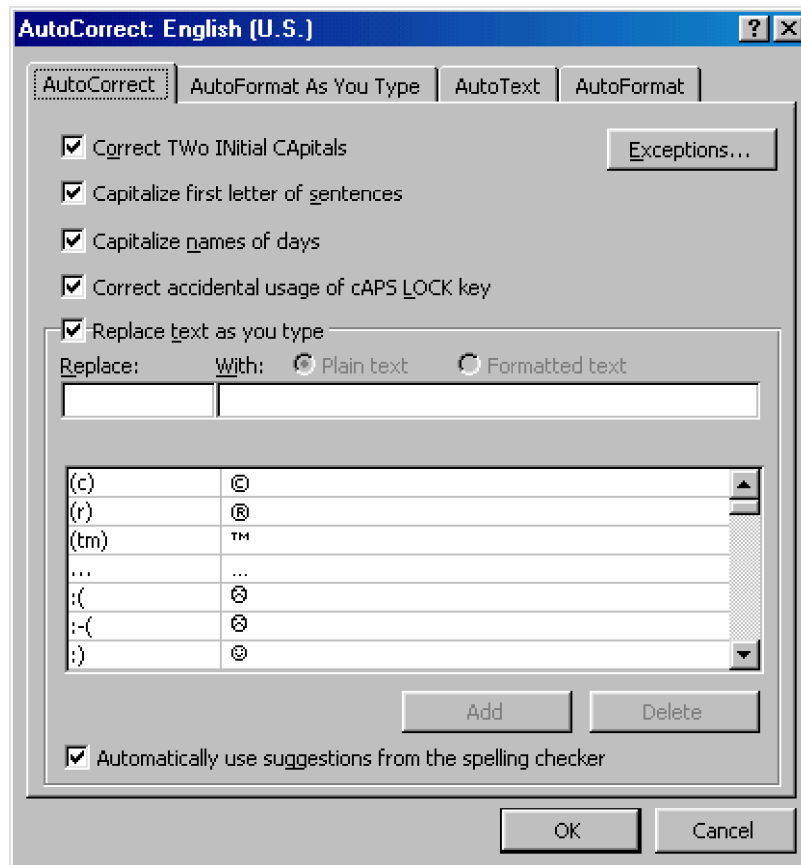 AutoCorrect: English (U.S.)
AutoCorrect AutoFormat As You Type AutoText AutoFormat
Correct TWo INitial CApitals Exceptions...
Capitalize first letter of sentences
Capitalize names of days
Correct accidental usage of cAPS LOCK key
Replace text as you type
Replace: With: Plain text Formatted text
(c) ©
(r) ®
(tm) ™
... ...
:( ☹
:-( ☹
:) ☺
Add Delete
Automatically use suggestions from the spelling checker
OK Cancel